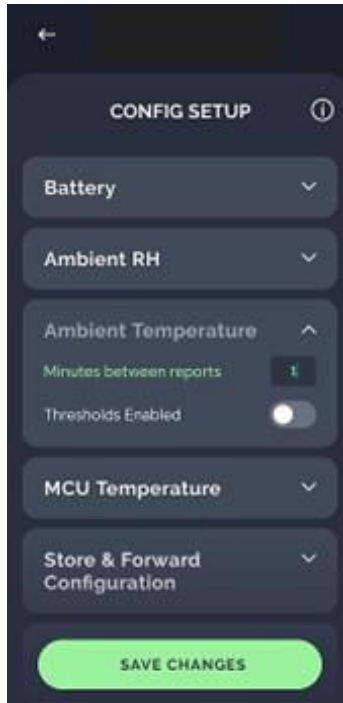 CONFIG SETUP
Battery
Ambient RH
Ambient Temperature
Minutes between reports 1
Thresholds Enabled
MCU Temperature
Store & Forward
Configuration
SAVE CHANGES